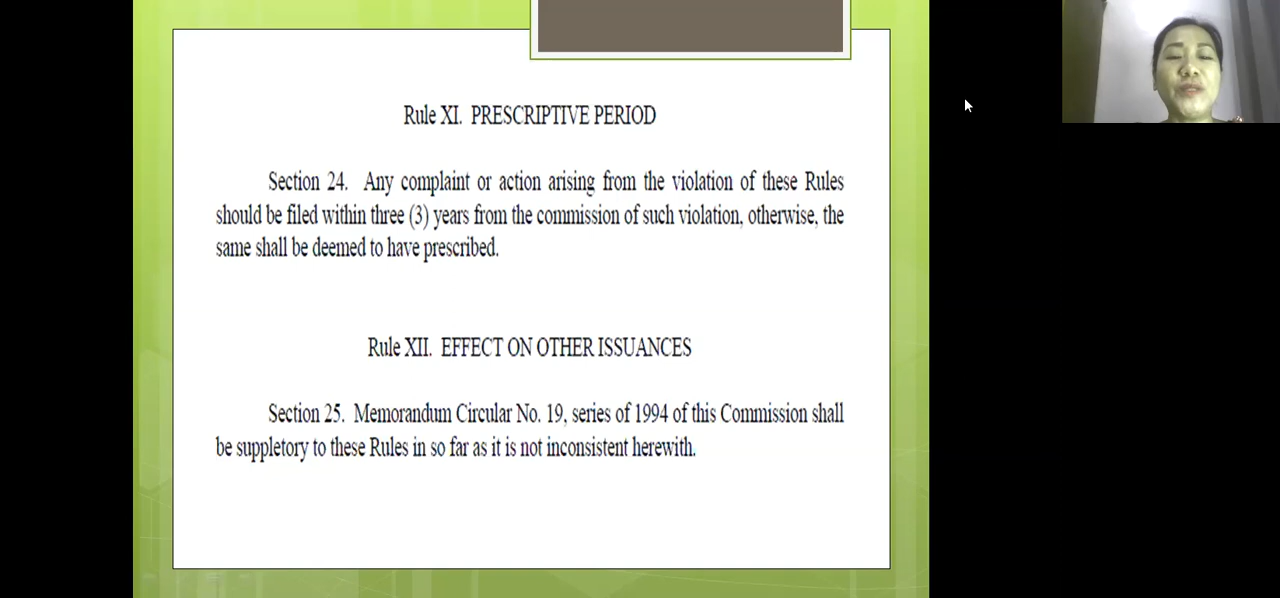 Rule XI. PRESCRIPTIVE PERIOD
Section 24. Any complaint or action arising from the violation of these Rules
should be filed within three (3) years from the commission of such violation, otherwise, the
same shall be deemed to have prescribed.
Rule XII. EFFECT ON OTHER ISSUANCES
Section 25. Memorandum Circular No. 19, series of 1994 of this Commission shall
be suppletory to these Rules in so far as it is not inconsistent herewith.